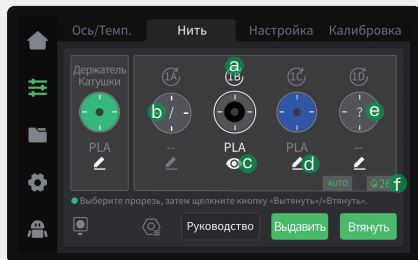 Ось/Темп. Нить Настройка Калибровка
Держатель
Катушки
1A 1B 1C 1D
a
b / - c d ? - e
PLA -- PLA PLA --
AUTO 26 f
Выберите прорезь, затем щелкните кнопку «Вытянуть»/«Втянуть».
Руководство Выдавить Втянуть